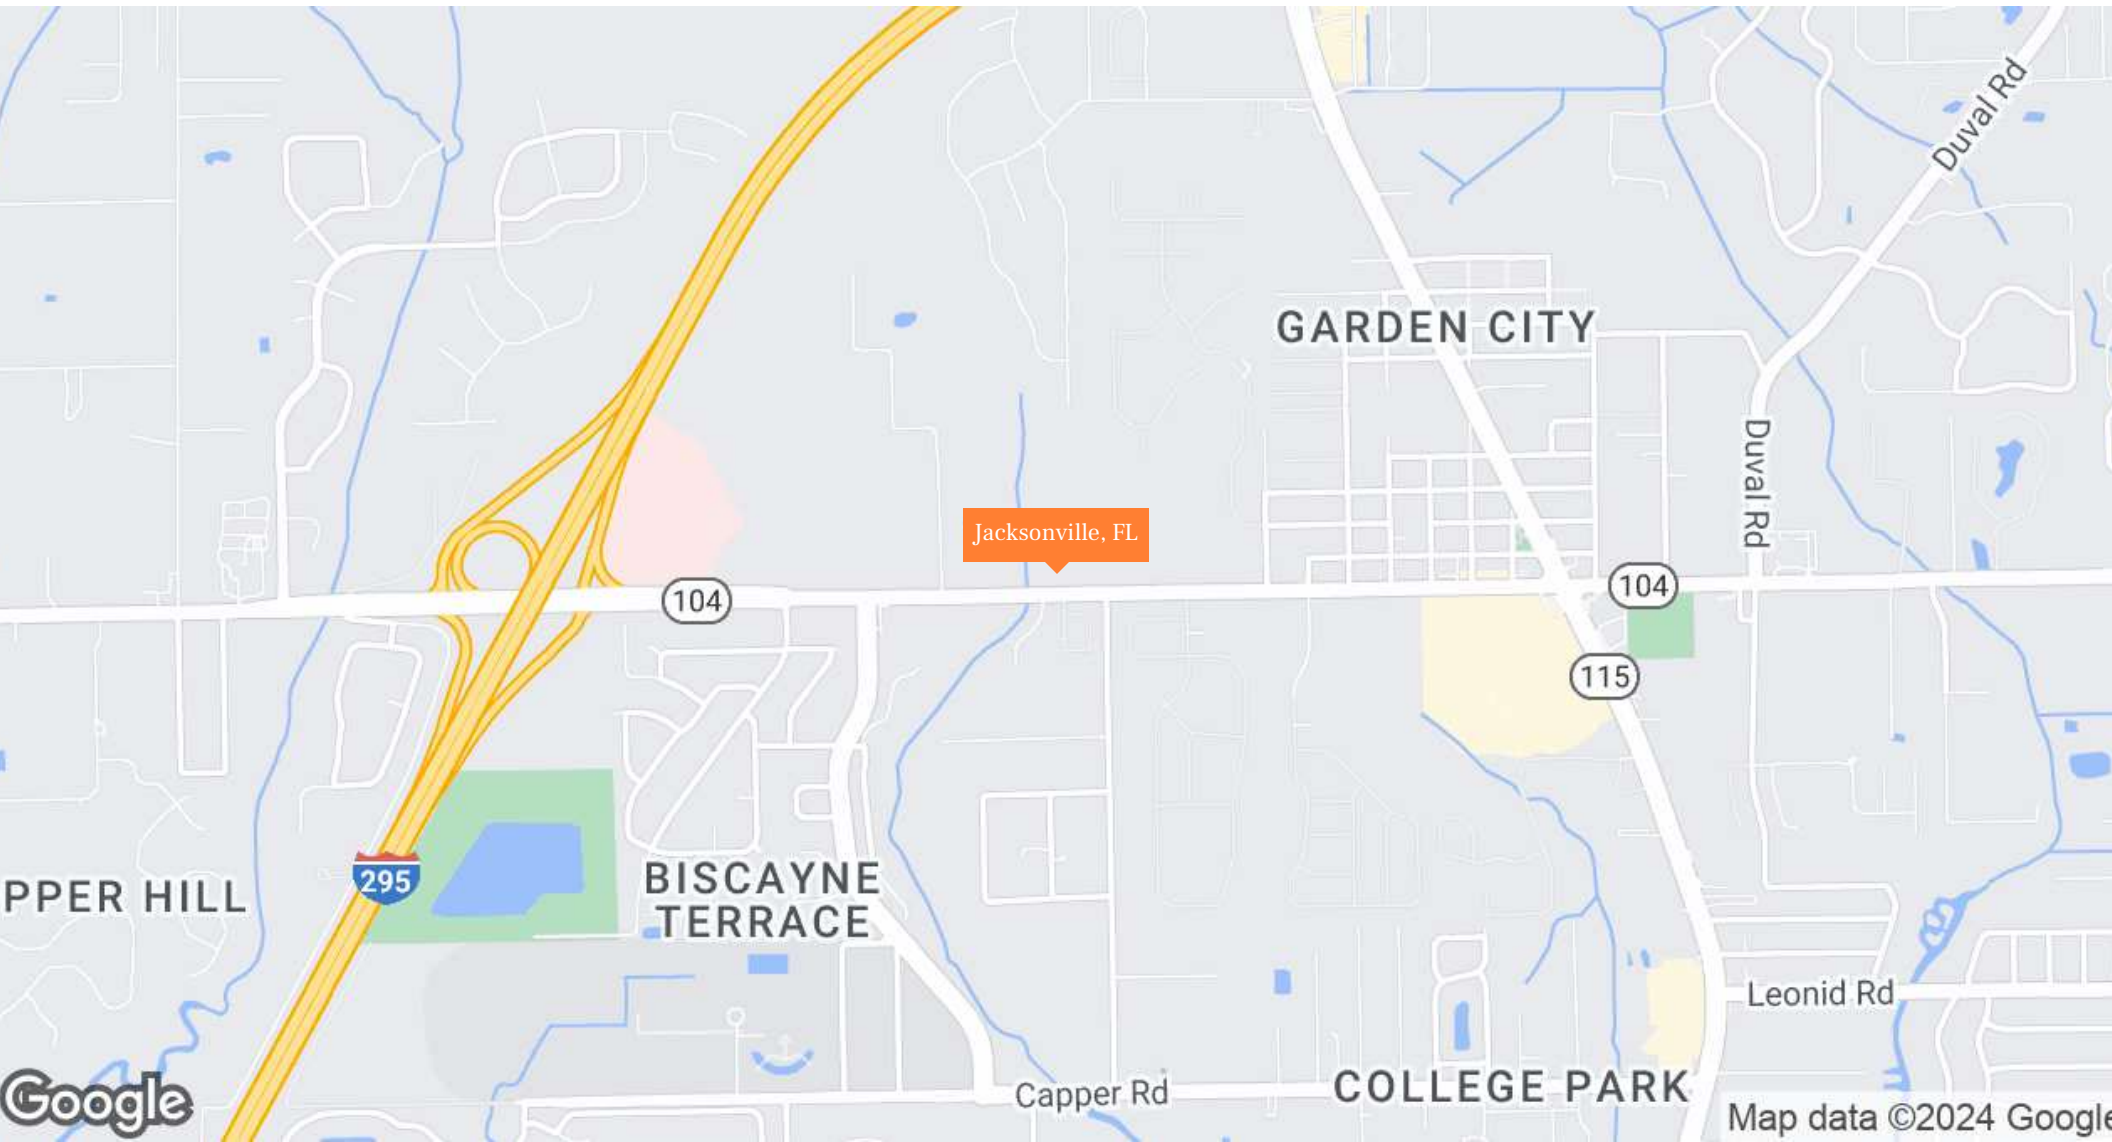 Duval Rd
GARDEN CITY
Duval Rd
Jacksonville, FL
104
104
115
295
PPER HILL
BISCAYNE
TERRACE
Leonid Rd
Capper Rd
COLLEGE PARK
Google
Map data ©2024 Google